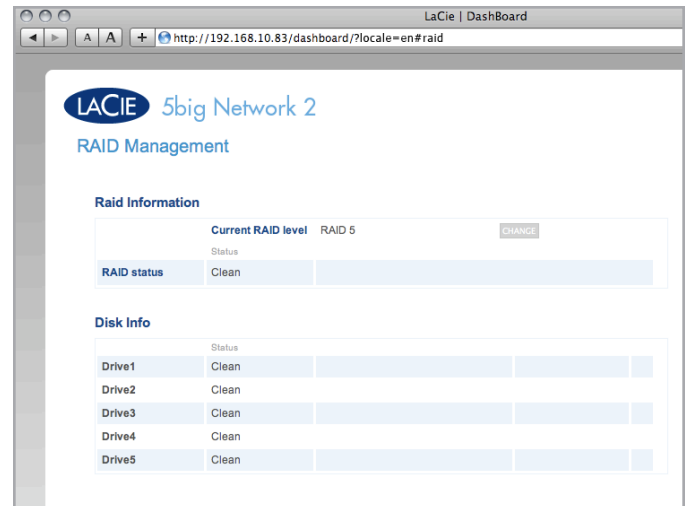 LaCie | DashBoard
A A + http://192.168.10.83/dashboard/?locale=en#raid
LACIE 5big Network 2
RAID Management
Raid Information
Current RAID level RAID 5 CHANGE
Status
RAID status Clean
Disk Info
Status
Drive1 Clean
Drive2 Clean
Drive3 Clean
Drive4 Clean
Drive5 Clean